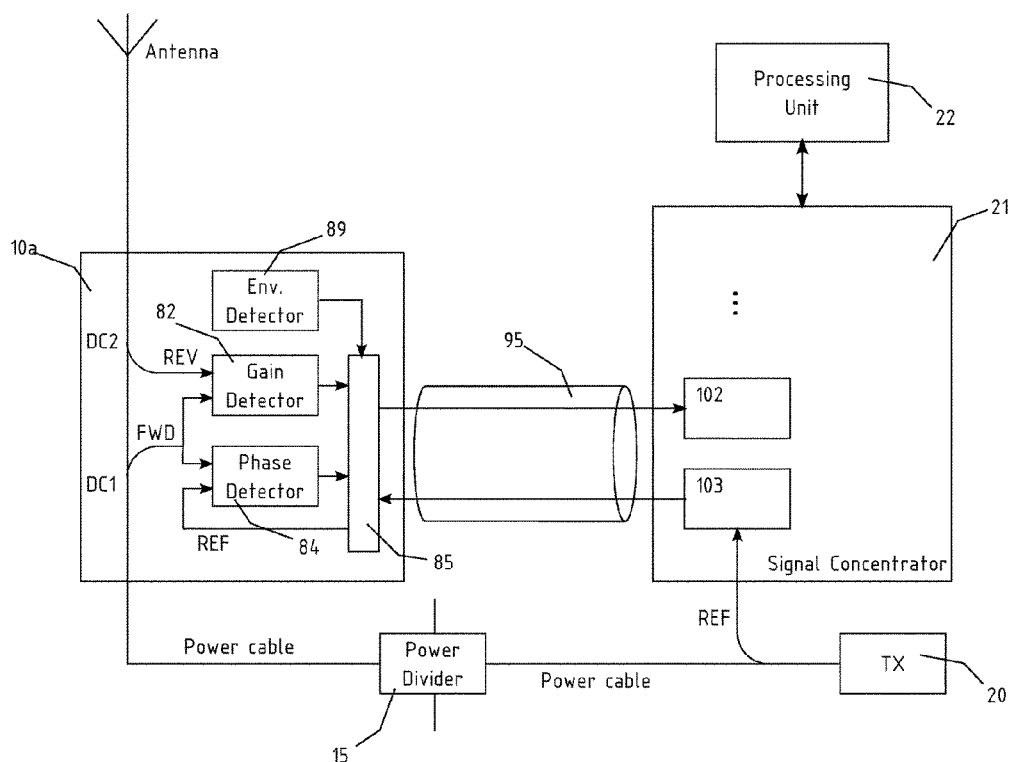 Antenna
Processing
Unit
22
21
10a
89
Env.
Detector
82
DC2
REV
Gain
Detector
95
102
FWD
Phase
Detector
DC1
103
REF
84
85
Signal Concentrator
REF
Power cable
Power
Divider
Power cable
TX
15
20